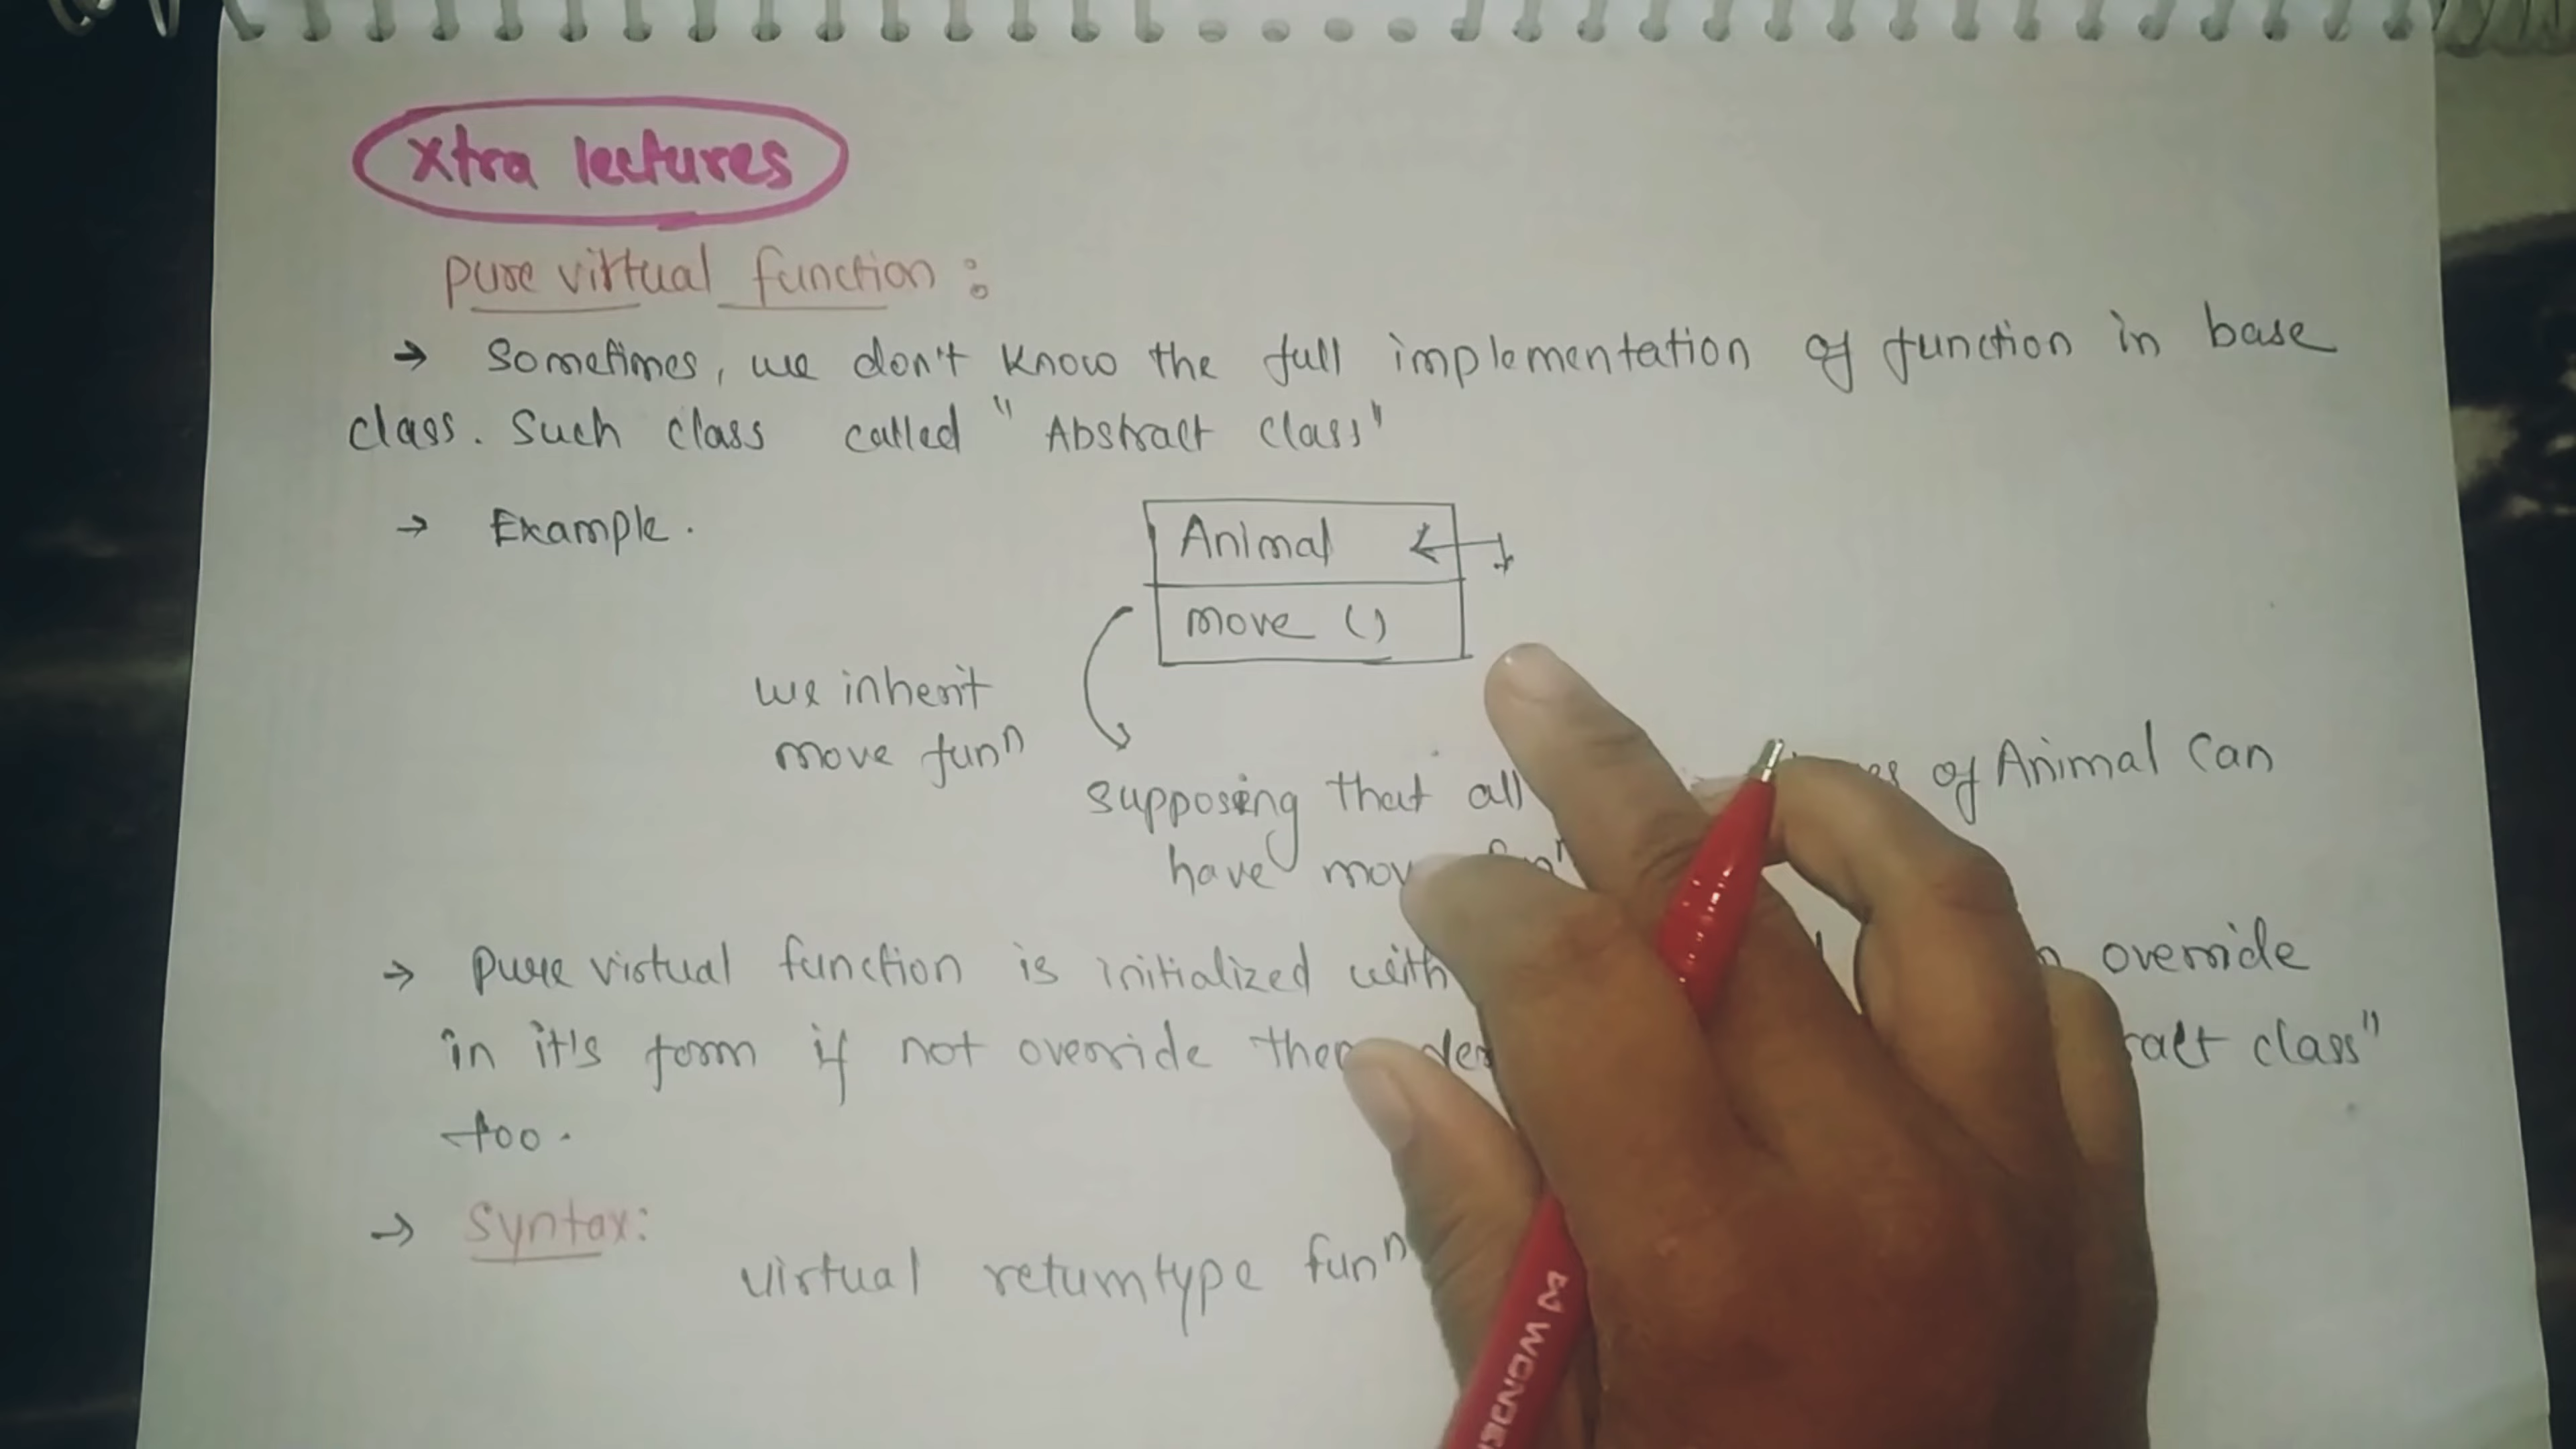 Xtra lectures
Pure virtual function :
→ Sometimes, we don't know the full implementation of function in base
class. Such class called " Abstract class"
→ Example.
Animal
move ()
we inherit
move funⁿ
supposing that all of Animal can
have
→ Pure virtual function is initialized with override
in it's form if not override then class"
too.
→ Syntax:
virtual returntype funⁿ